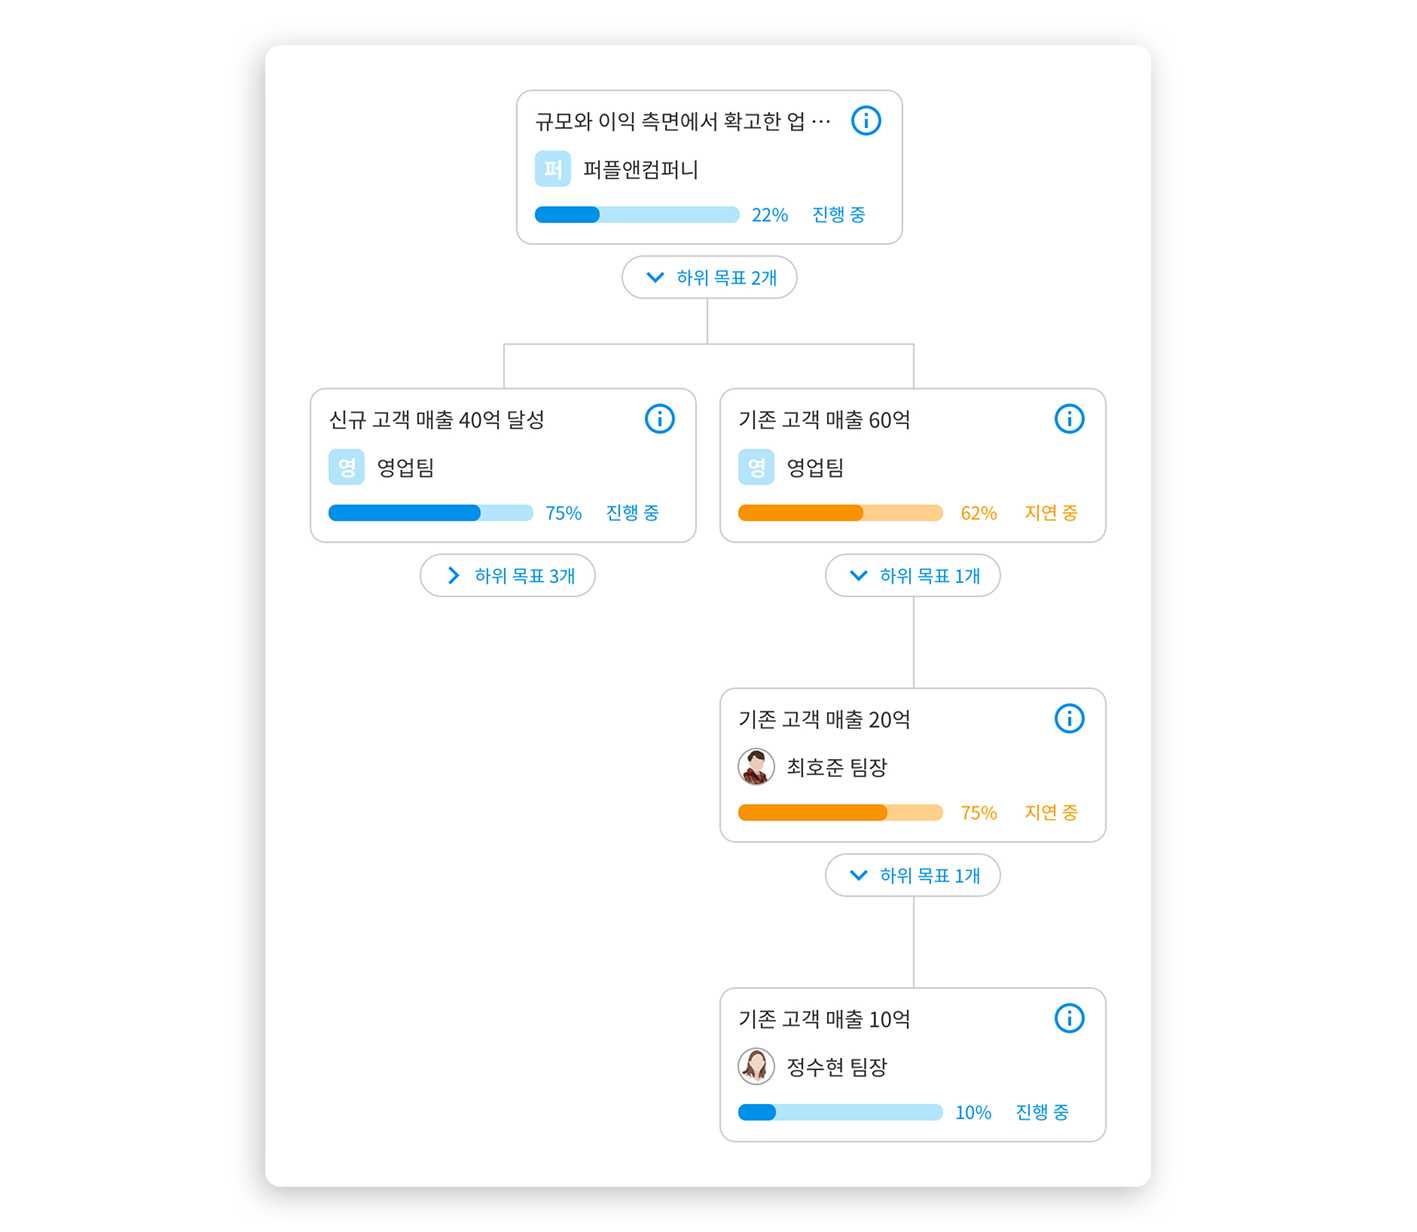 규모와 이익 측면에서 확고한 업 …
퍼 퍼플앤컴퍼니
22% 진행 중
하위 목표 2개
신규 고객 매출 40억 달성
영 영업팀
75% 진행 중
하위 목표 3개
기존 고객 매출 60억
영 영업팀
62% 지연 중
하위 목표 1개
기존 고객 매출 20억
최호준 팀장
75% 지연 중
하위 목표 1개
기존 고객 매출 10억
정수현 팀장
10% 진행 중